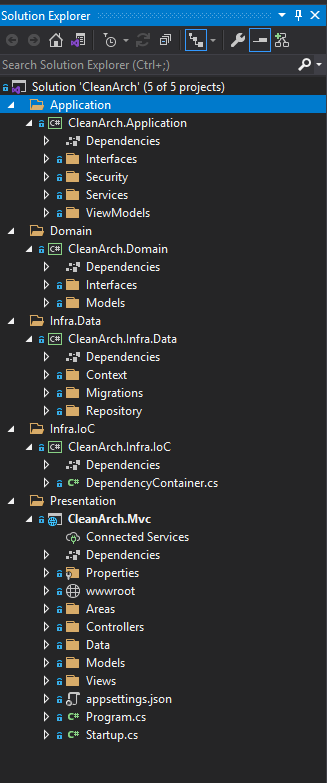 Solution Explorer
Search Solution Explorer (Ctrl+;)
Solution 'CleanArch' (5 of 5 projects)
Application
C# CleanArch.Application
Dependencies
Interfaces
Security
Services
ViewModels
Domain
C# CleanArch.Domain
Dependencies
Interfaces
Models
Infra.Data
C# CleanArch.Infra.Data
Dependencies
Context
Migrations
Repository
Infra.IoC
C# CleanArch.Infra.IoC
Dependencies
C# DependencyContainer.cs
Presentation
CleanArch.Mvc
Connected Services
Dependencies
Properties
wwwroot
Areas
Controllers
Data
Models
Views
appsettings.json
C# Program.cs
C# Startup.cs